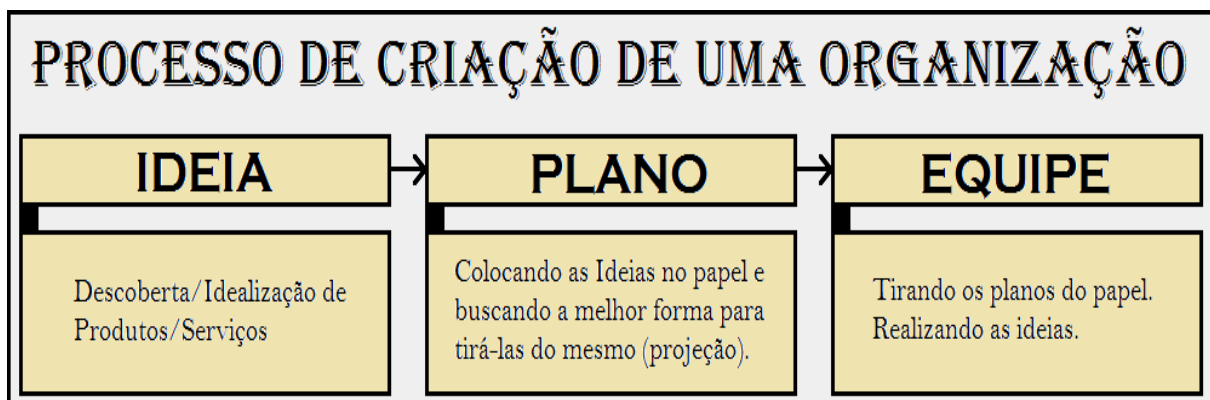 PROCESSO DE CRIAÇÃO DE UMA ORGANIZAÇÃO
IDEIA
Descoberta/Idealização de
Produtos/Serviços
PLANO
Colocando as Ideias no papel e
buscando a melhor forma para
tirá-las do mesmo (projeção).
EQUIPE
Tirando os planos do papel.
Realizando as ideias.